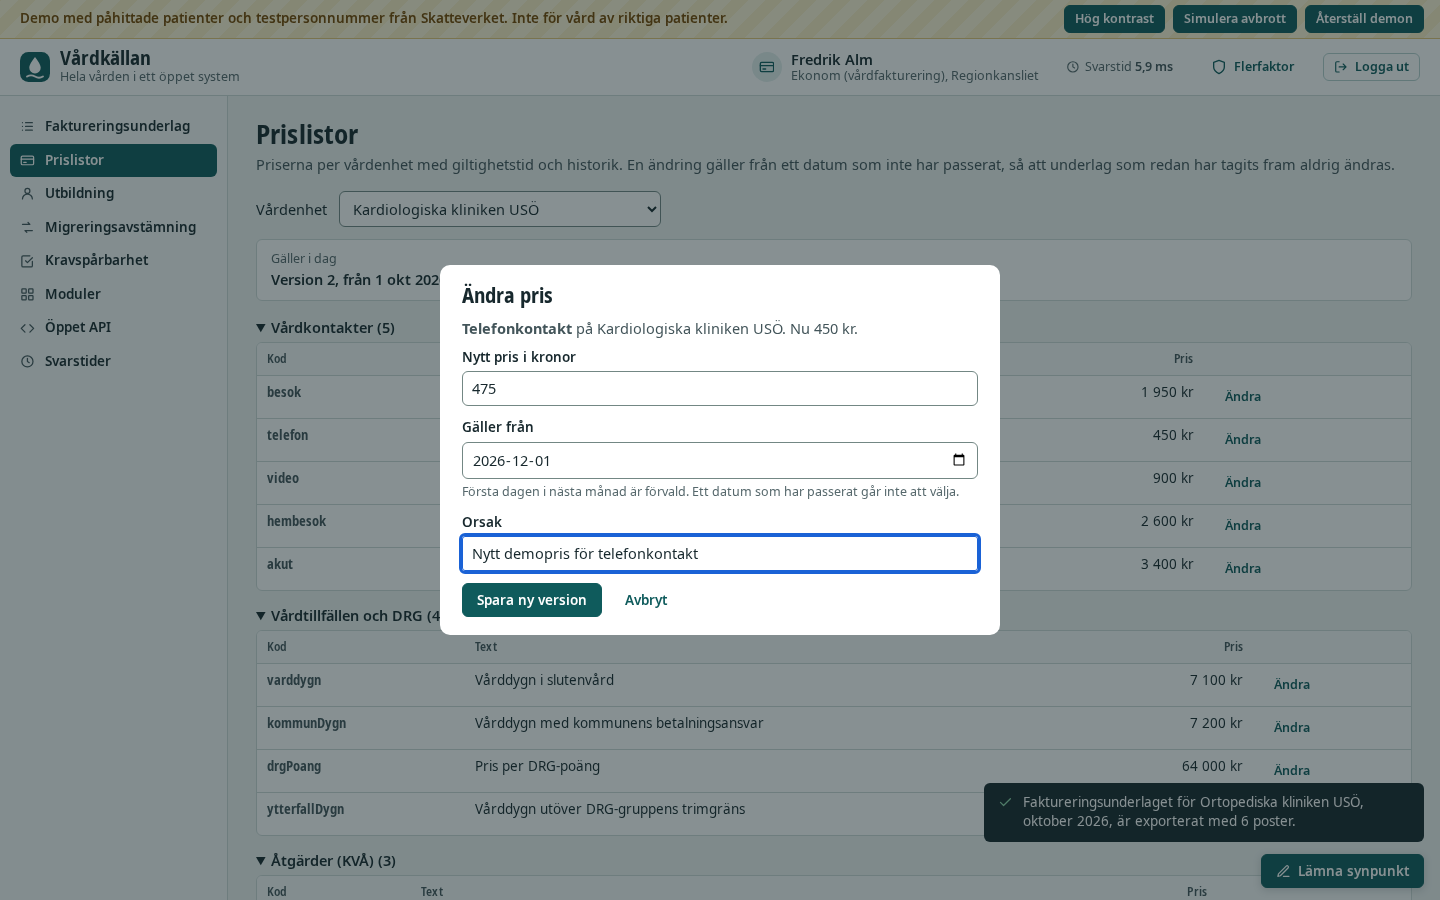 Demo med påhittade patienter och testpersonnummer från Skatteverket. Inte för vård av riktiga patienter.
Hög kontrast
Simulera avbrott
Återställ demon
Vårdkällan
Hela vården i ett öppet system
Fredrik Alm
Ekonom (vårdfakturering), Regionkansliet
Svarstid 5,9 ms
Flerfaktor
Logga ut
Faktureringsunderlag
Prislistor
Utbildning
Migreringsavstämning
Kravspårbarhet
Moduler
Öppet API
Svarstider
Prislistor
Priserna per vårdenhet med giltighetstid och historik. En ändring gäller från ett datum som inte har passerat, så att underlag som redan har tagits fram aldrig ändras.
Vårdenhet
Kardiologiska kliniken USÖ
Gäller i dag
Version 2, från 1 okt 202
Vårdkontakter (5)
Kod
Pris
besok
1 950 kr
Ändra
telefon
450 kr
Ändra
video
900 kr
Ändra
hembesok
2 600 kr
Ändra
akut
3 400 kr
Ändra
Ändra pris
Telefonkontakt på Kardiologiska kliniken USÖ. Nu 450 kr.
Nytt pris i kronor
475
Gäller från
2026-12-01
Första dagen i nästa månad är förvald. Ett datum som har passerat går inte att välja.
Orsak
Nytt demopris för telefonkontakt
Spara ny version
Avbryt
Vårdtillfällen och DRG (4
Kod
Text
Pris
varddygn
Vårddygn i slutenvård
7 100 kr
Ändra
kommunDygn
Vårddygn med kommunens betalningsansvar
7 200 kr
Ändra
drgPoang
Pris per DRG-poäng
64 000 kr
Ändra
ytterfallDygn
Vårddygn utöver DRG-gruppens trimgräns
Faktureringsunderlaget för Ortopediska kliniken USÖ,
oktober 2026, är exporterat med 6 poster.
Åtgärder (KVÅ) (3)
Kod
Text
Pris
Lämna synpunkt